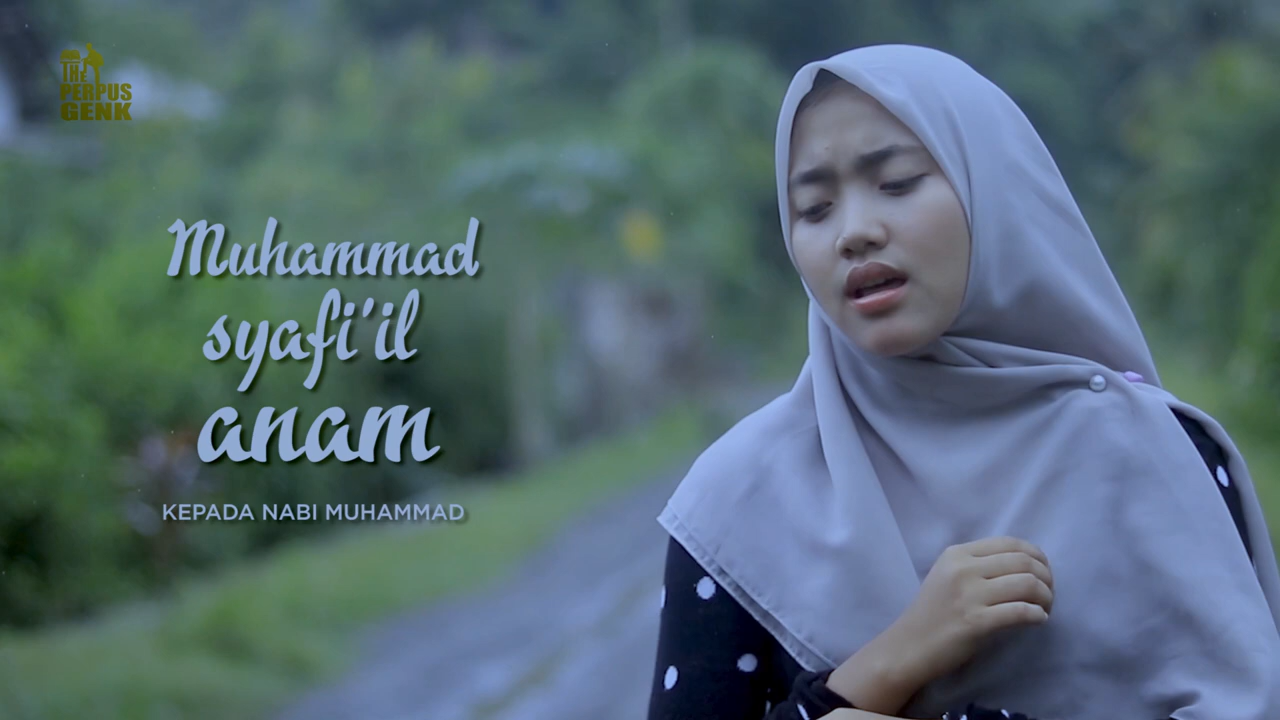 THE
PERPUS
GENK
Muhammad
syafi'il
anam
KEPADA NABI MUHAMMAD